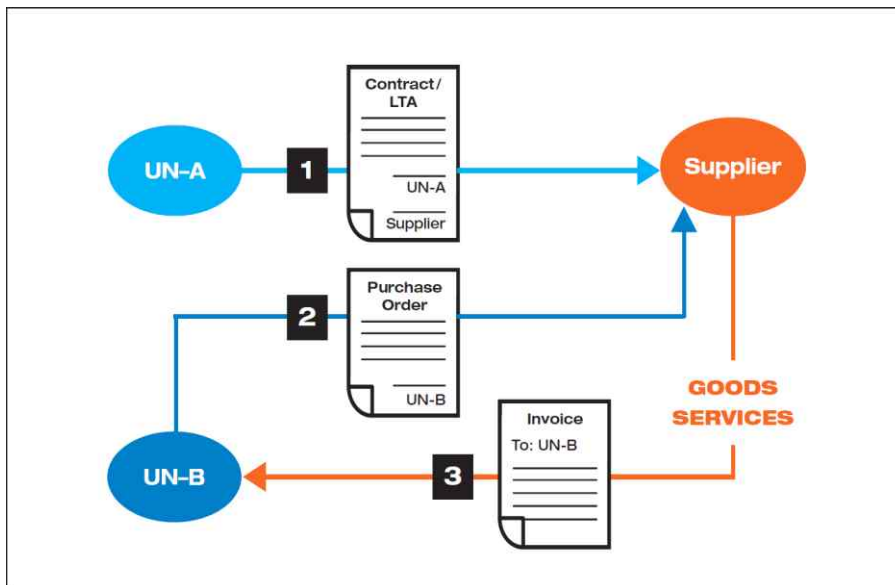 Contract/
LTA
UN–A
1
Supplier
UN-A
Supplier
Purchase
Order
2
UN-B
GOODS
SERVICES
Invoice
To: UN-B
UN–B
3